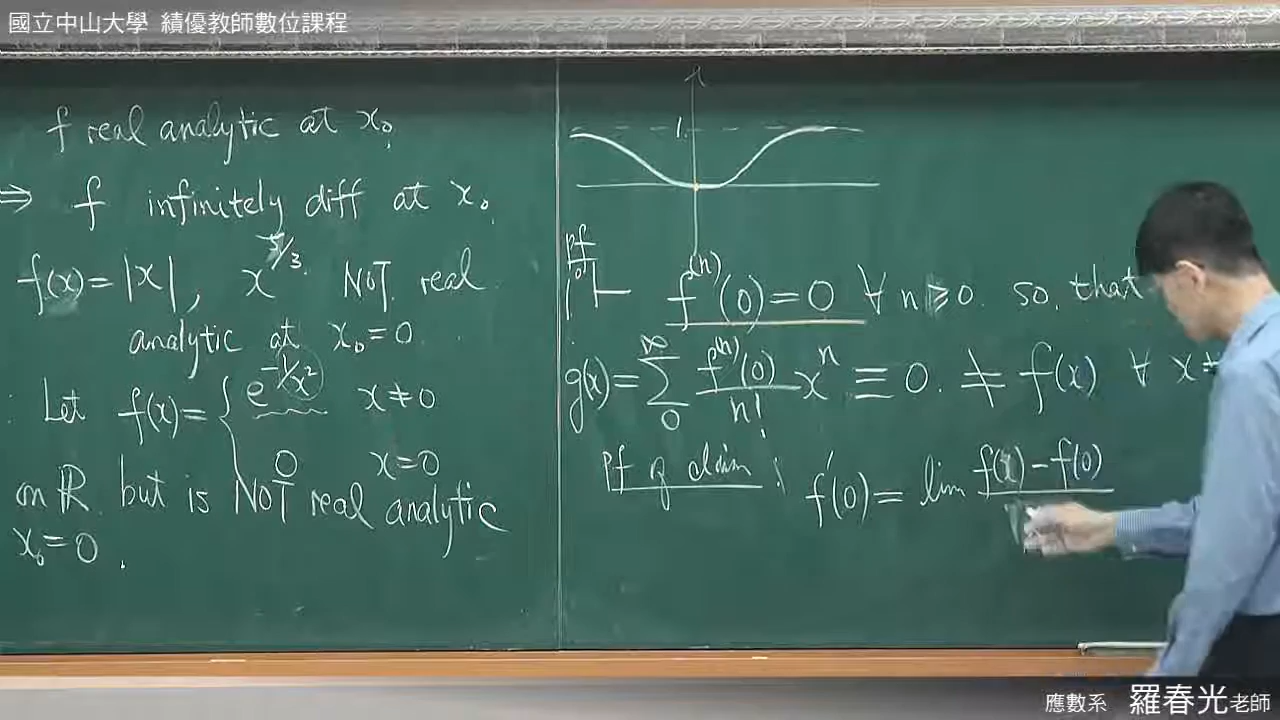 國立中山大學 績優教師數位課程
f real analytic at x₀
⇒ f infinitely diff at x₀
f(x)=|x|, x^{5/3} NOT real
analytic at x₀=0
Let f(x)= { e^{-1/x²} x≠0
0 x=0
on ℝ but is NOT real analytic
x₀=0.
1
pf
f^{(n)}(0)=0 ∀ n≥0. so that
g(x)=∑_{0}^{∞} f^{(n)}(0)/n! x^n ≡ 0. ≠ f(x) ∀ x≠
pf of claim : f'(0)= lim f(x)-f(0)
應數系 羅春光老師